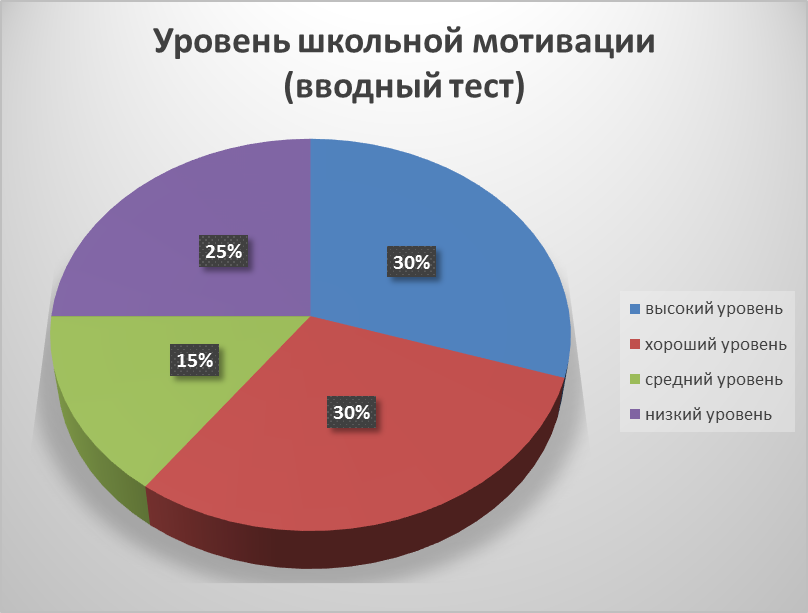 Уровень школьной мотивации
(вводный тест)
25%
30%
15%
30%
высокий уровень
хороший уровень
средний уровень
низкий уровень